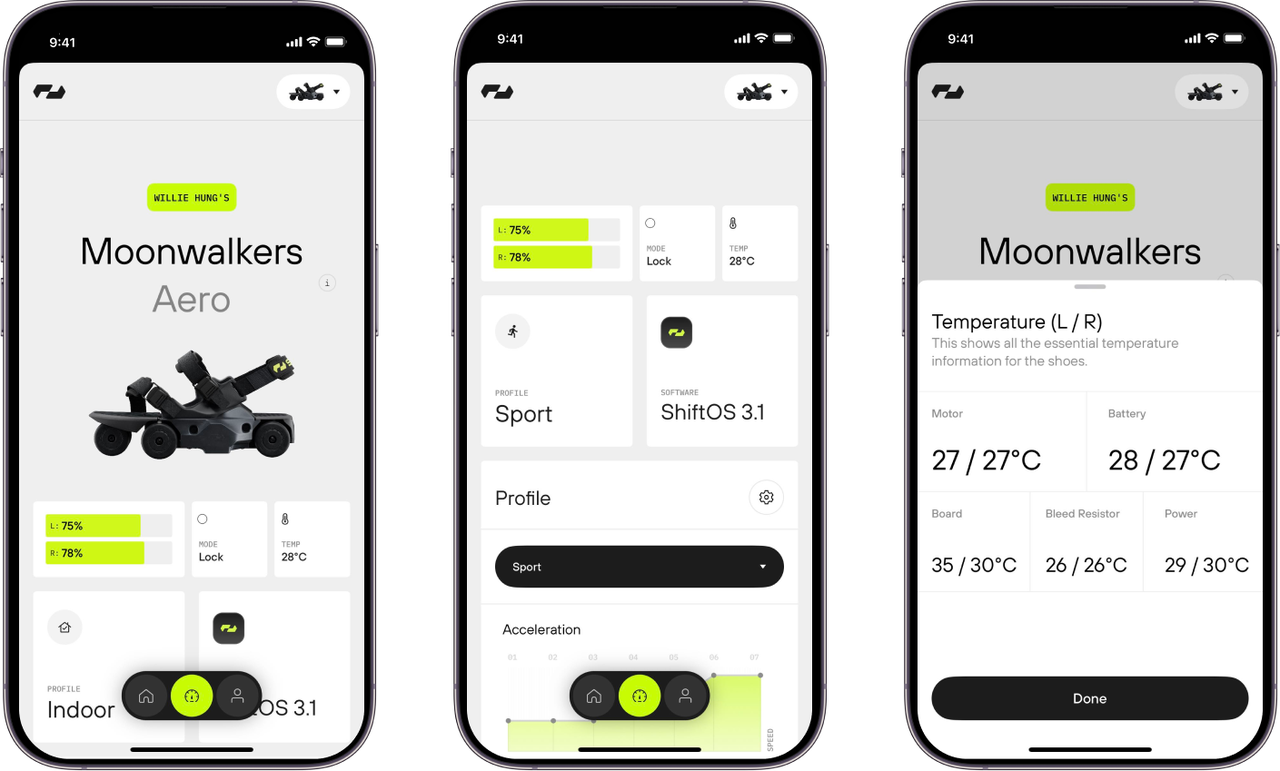 9:41
WILLIE HUNG'S
Moonwalkers
Aero
i
L: 75%
R: 78%
MODE
Lock
TEMP
28°C
PROFILE
Indoor
OS 3.1
9:41
L: 75%
R: 78%
MODE
Lock
TEMP
28°C
PROFILE
Sport
SOFTWARE
ShiftOS 3.1
Profile
Sport
Acceleration
01 02 03 04 05 06 07
SPEED
9:41
WILLIE HUNG'S
Moonwalkers
Temperature (L / R)
This shows all the essential temperature
information for the shoes.
Motor Battery
27 / 27°C 28 / 27°C
Board Bleed Resistor Power
35 / 30°C 26 / 26°C 29 / 30°C
Done